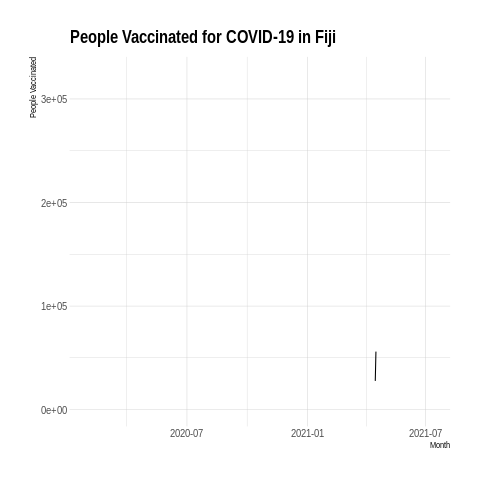 People Vaccinated for COVID-19 in Fiji
People Vaccinated
3e+05
2e+05
1e+05
0e+00
2020-07
2021-01
2021-07
Month